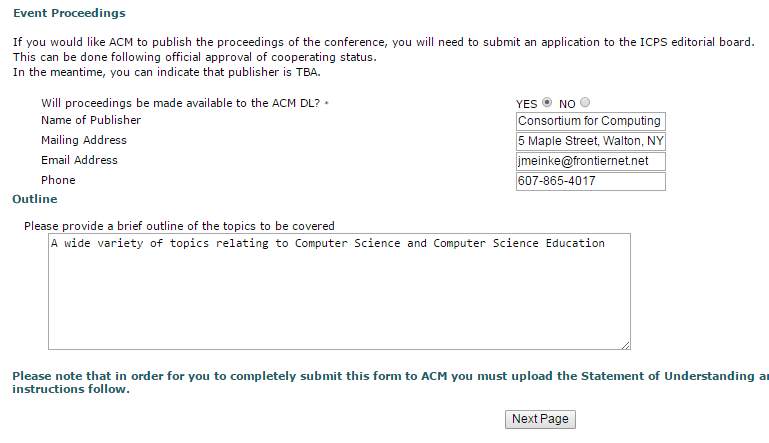 Event Proceedings
If you would like ACM to publish the proceedings of the conference, you will need to submit an application to the ICPS editorial board.
This can be done following official approval of cooperating status.
In the meantime, you can indicate that publisher is TBA.
Will proceedings be made available to the ACM DL? * YES NO
Name of Publisher Consortium for Computing
Mailing Address 5 Maple Street, Walton, NY
Email Address jmeinke@frontiernet.net
Phone 607-865-4017
Outline
Please provide a brief outline of the topics to be covered
A wide variety of topics relating to Computer Science and Computer Science Education
Please note that in order for you to completely submit this form to ACM you must upload the Statement of Understanding
instructions follow.
Next Page